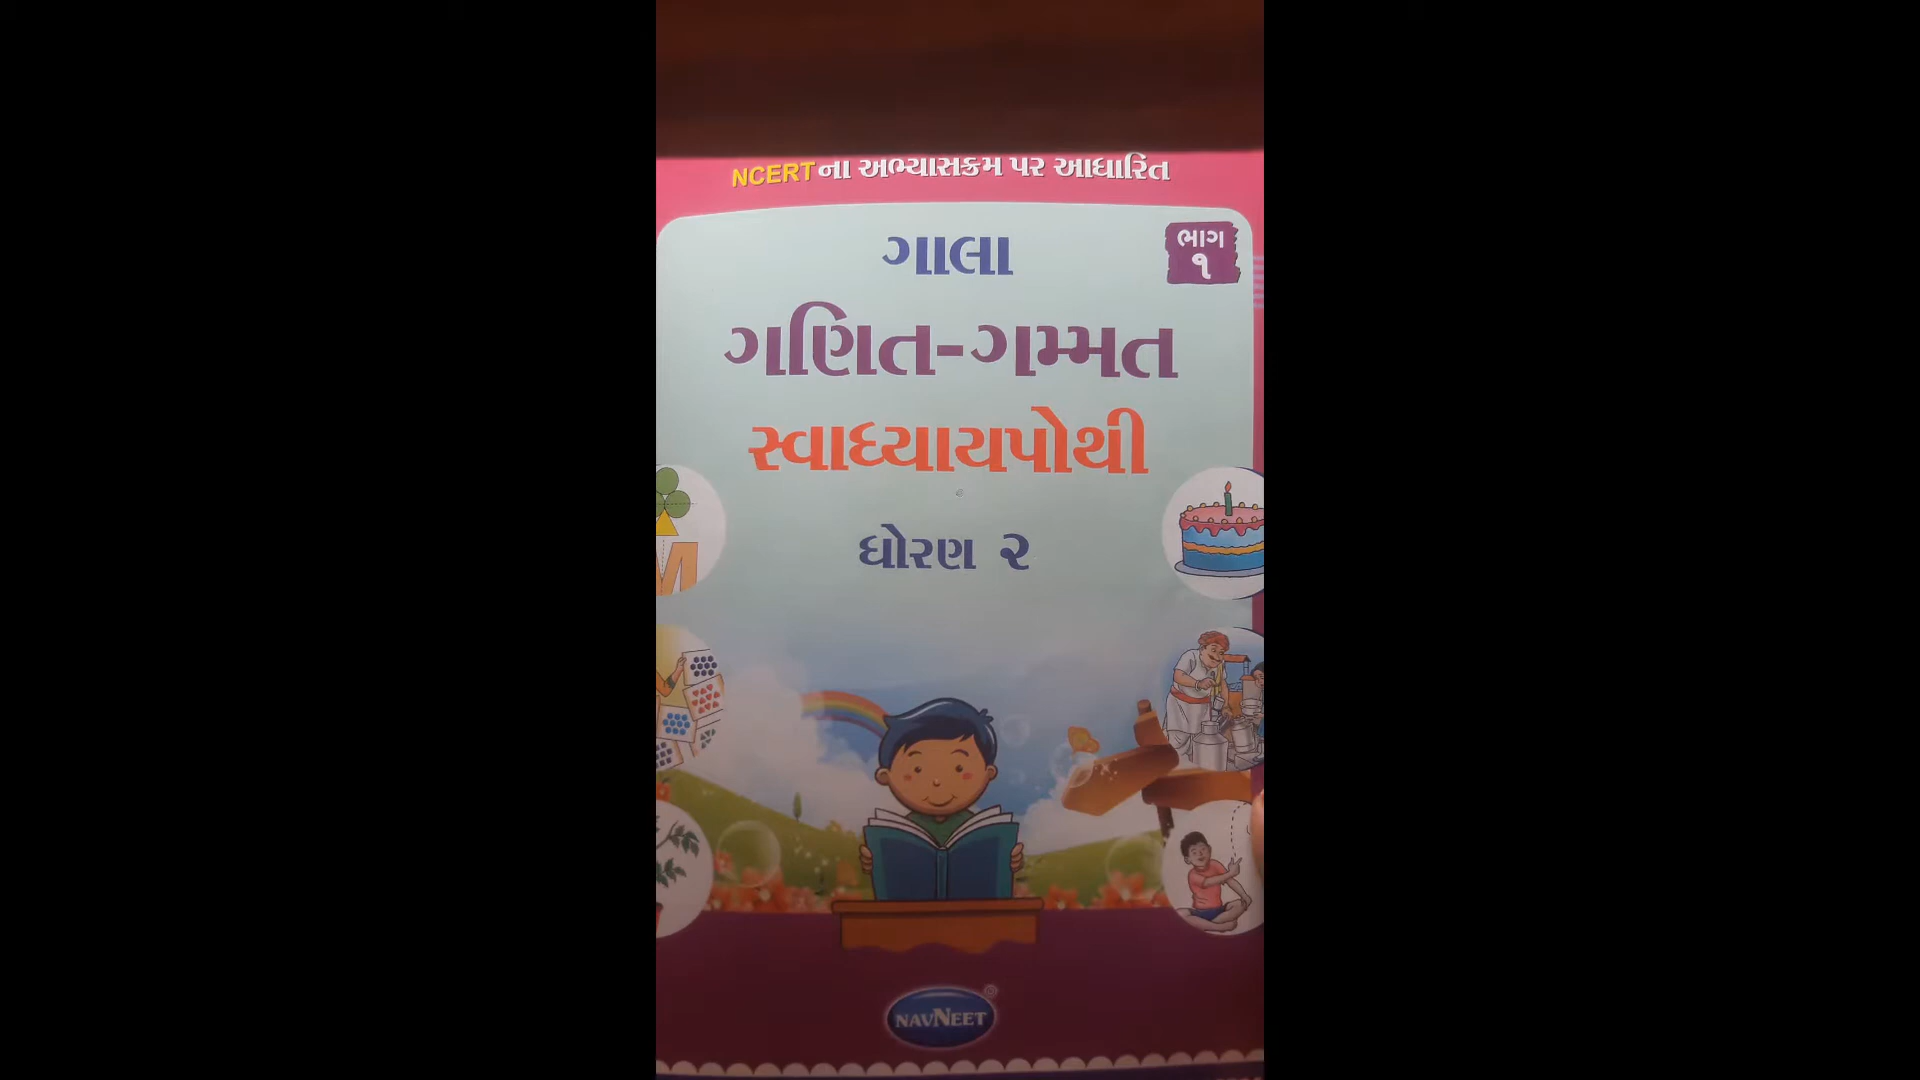 NCERTના અભ્યાસક્રમ પર આધારિત
ગાલા
ભાગ
૧
ગણિત-ગમ્મત
સ્વાધ્યાયપોથી
ધોરણ ૨
M
NAVNEET